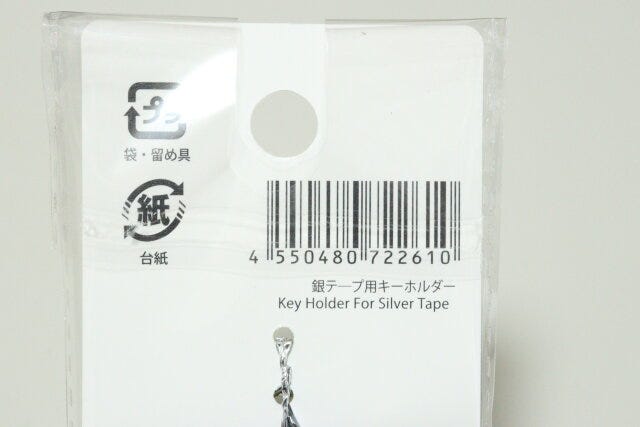 プラ
袋・留め具
紙
台紙
4 550480 722610
銀テープ用キーホルダー
Key Holder For Silver Tape